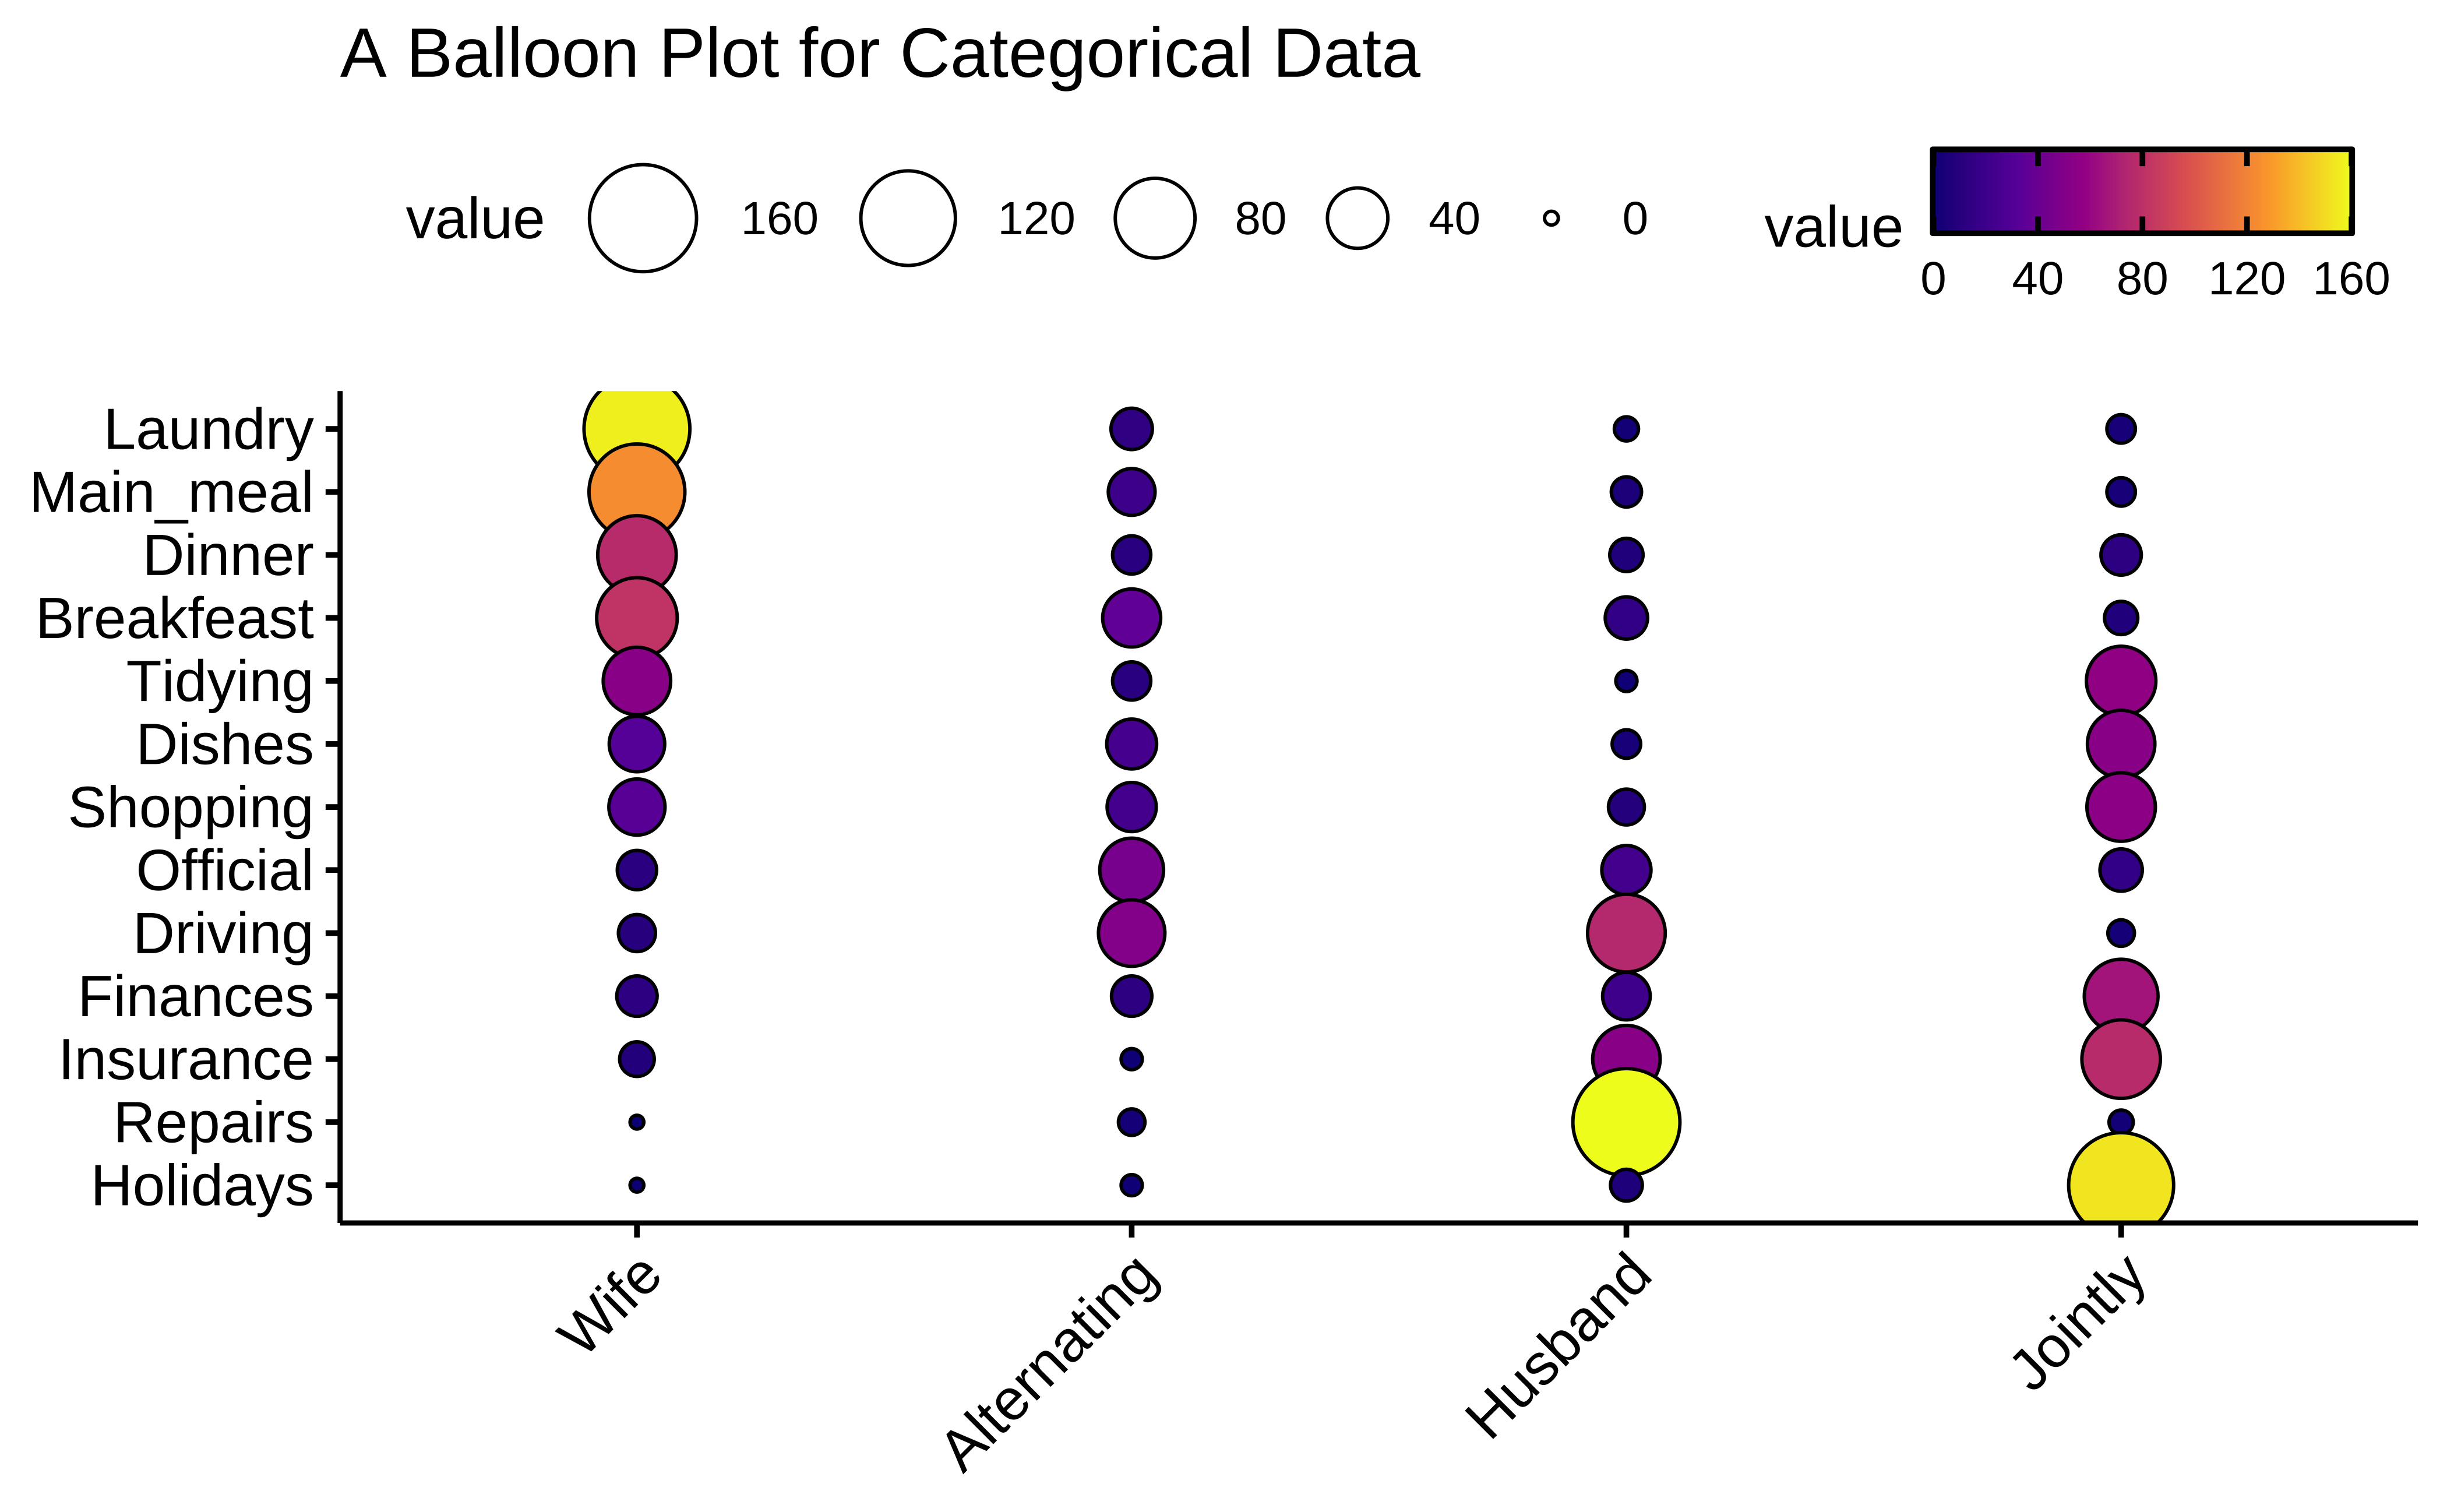 A Balloon Plot for Categorical Data
value 160 120 80 40 0
value
0 40 80 120 160
Laundry
Main_meal
Dinner
Breakfeast
Tidying
Dishes
Shopping
Official
Driving
Finances
Insurance
Repairs
Holidays
Wife
Alternating
Husband
Jointly